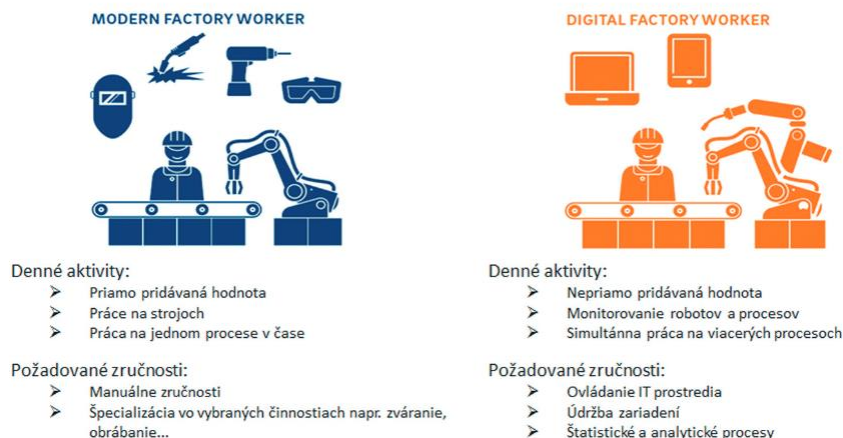 MODERN FACTORY WORKER
Denné aktivity:
➢ Priamo pridávaná hodnota
➢ Práce na strojoch
➢ Práca na jednom procese v čase
Požadované zručnosti:
➢ Manuálne zručnosti
➢ Špecializácia vo vybraných činnostiach napr. zváranie,
obrábanie...
DIGITAL FACTORY WORKER
Denné aktivity:
➢ Nepriamo pridávaná hodnota
➢ Monitorovanie robotov a procesov
➢ Simultánna práca na viacerých procesoch
Požadované zručnosti:
➢ Ovládanie IT prostredia
➢ Údržba zariadení
➢ Štatistické a analytické procesy